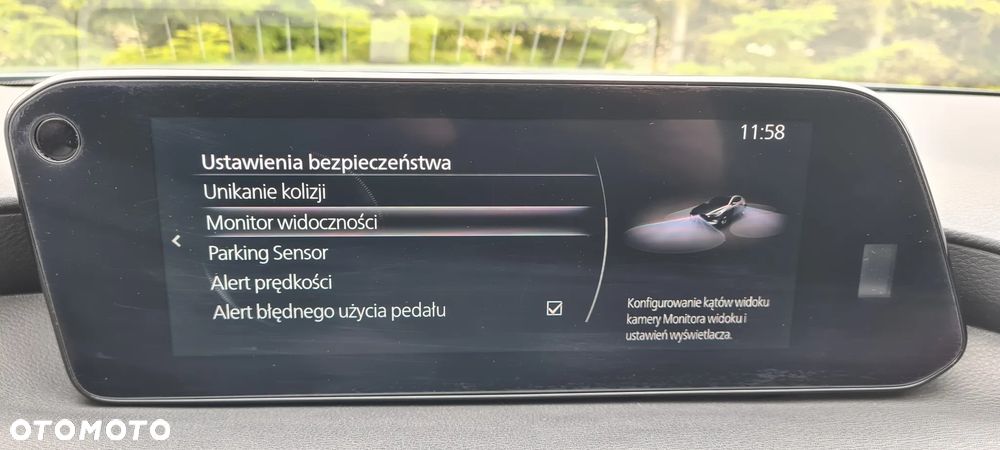 11:58
Ustawienia bezpieczeństwa
Unikanie kolizji
Monitor widoczności
Parking Sensor
Alert prędkości
Alert błędnego użycia pedału
Konfigurowanie kątów widoku
kamery Monitora widoku i
ustawień wyświetlacza.
OTOMOTO